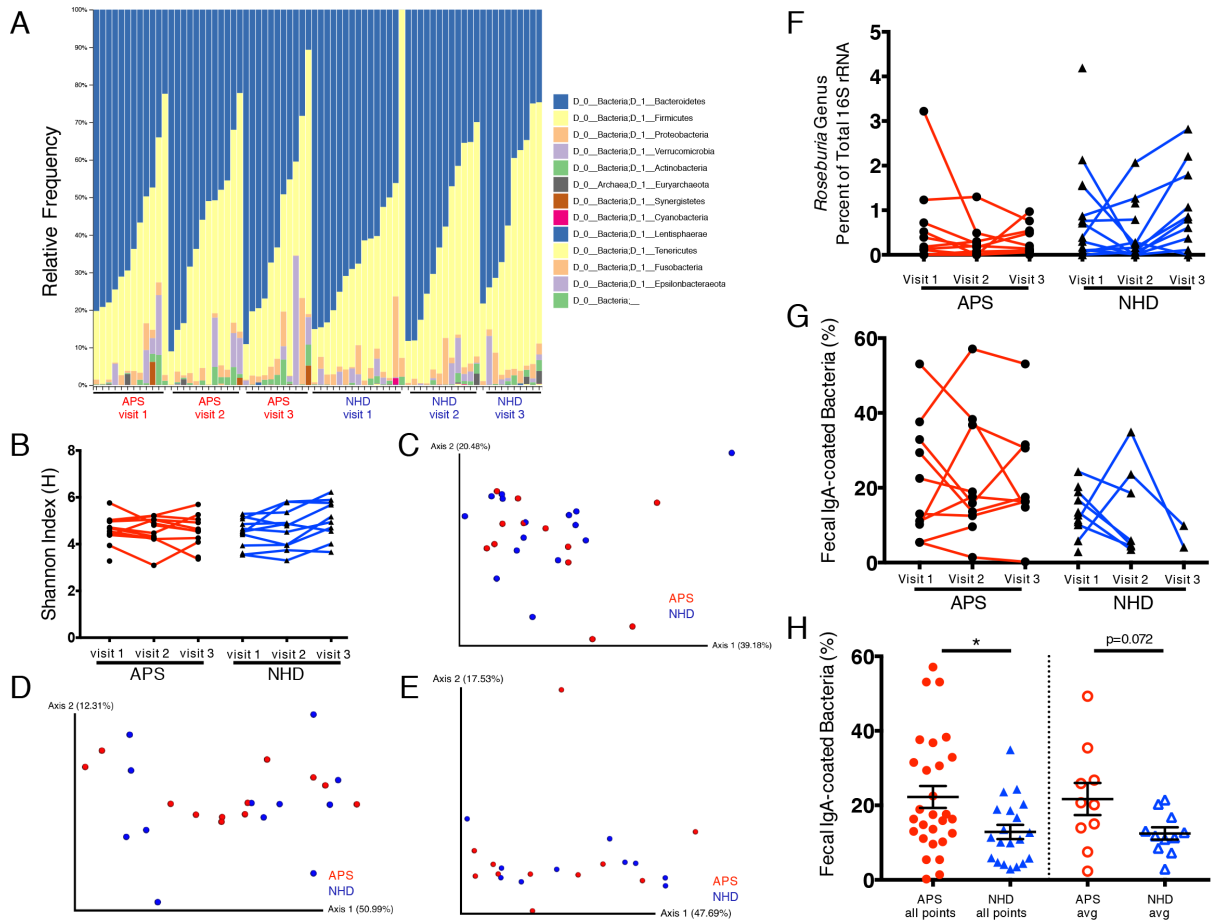 A
Relative Frequency
100%
90%
80%
70%
60%
50%
40%
30%
20%
10%
0%
APS
visit 1
APS
visit 2
APS
visit 3
NHD
visit 1
NHD
visit 2
NHD
visit 3
D_0__Bacteria;D_1__Bacteroidetes
D_0__Bacteria;D_1__Firmicutes
D_0__Bacteria;D_1__Proteobacteria
D_0__Bacteria;D_1__Verrucomicrobia
D_0__Bacteria;D_1__Actinobacteria
D_0__Archaea;D_1__Euryarchaeota
D_0__Bacteria;D_1__Synergistetes
D_0__Bacteria;D_1__Cyanobacteria
D_0__Bacteria;D_1__Lentisphaerae
D_0__Bacteria;D_1__Tenericutes
D_0__Bacteria;D_1__Fusobacteria
D_0__Bacteria;D_1__Epsilonbacteraeota
D_0__Bacteria;__
B
Shannon Index (H)
8
6
4
2
0
visit 1 visit 2 visit 3
visit 1 visit 2 visit 3
APS
NHD
C
Axis 2 (20.48%)
APS
NHD
Axis 1 (39.18%)
D
Axis 2 (12.31%)
APS
NHD
Axis 1 (50.99%)
E
Axis 2 (17.53%)
APS
NHD
Axis 1 (47.69%)
F
Roseburia Genus
Percent of Total 16S rRNA
5
4
3
2
1
0
Visit 1 Visit 2 Visit 3
Visit 1 Visit 2 Visit 3
APS
NHD
G
Fecal IgA-coated Bacteria (%)
60
40
20
0
Visit 1 Visit 2 Visit 3
Visit 1 Visit 2 Visit 3
APS
NHD
H
Fecal IgA-coated Bacteria (%)
60
40
20
0
*
p=0.072
APS
all points
NHD
all points
APS
avg
NHD
avg